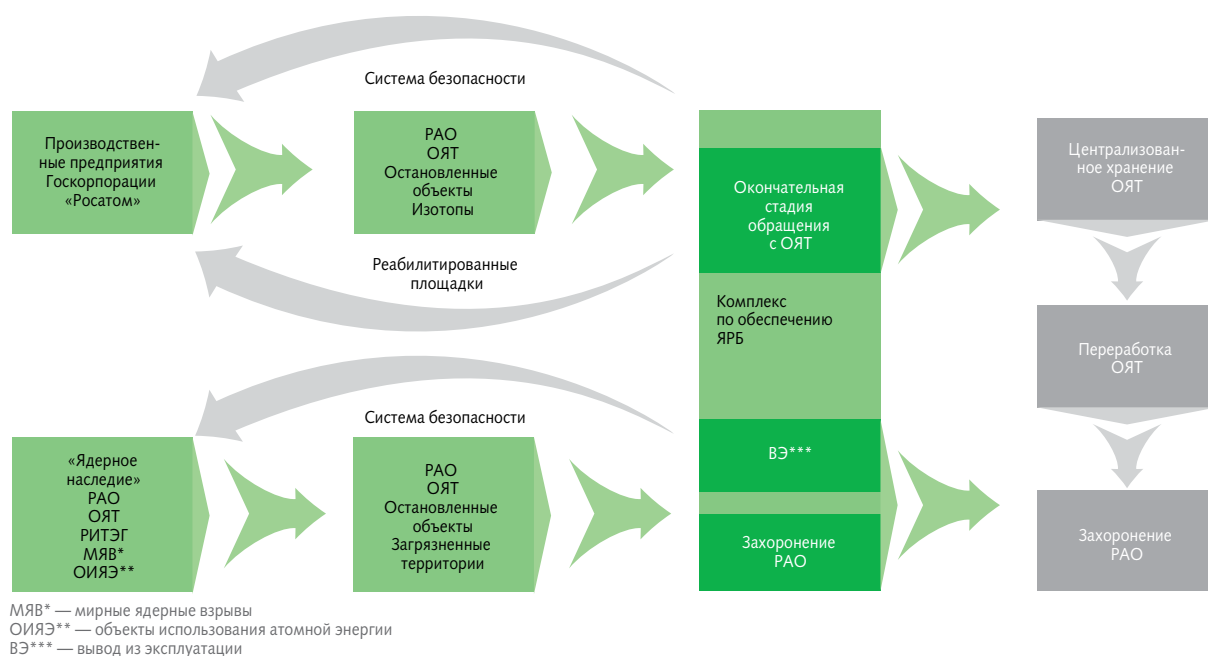 Система безопасности
Производствен-
ные предприятия
Госкорпорации
«Росатом»
РАО
ОЯТ
Остановленные
объекты
Изотопы
Окончательная
стадия
обращения
с ОЯТ
Централизован-
ное хранение
ОЯТ
Реабилитированные
площадки
Комплекс
по обеспечению
ЯРБ
Переработка
ОЯТ
Система безопасности
«Ядерное
наследие»
РАО
ОЯТ
РИТЭГ
МЯВ*
ОИЯЭ**
РАО
ОЯТ
Остановленные
объекты
Загрязненные
территории
ВЭ***
Захоронение
РАО
Захоронение
РАО
МЯВ* — мирные ядерные взрывы
ОИЯЭ** — объекты использования атомной энергии
ВЭ*** — вывод из эксплуатации